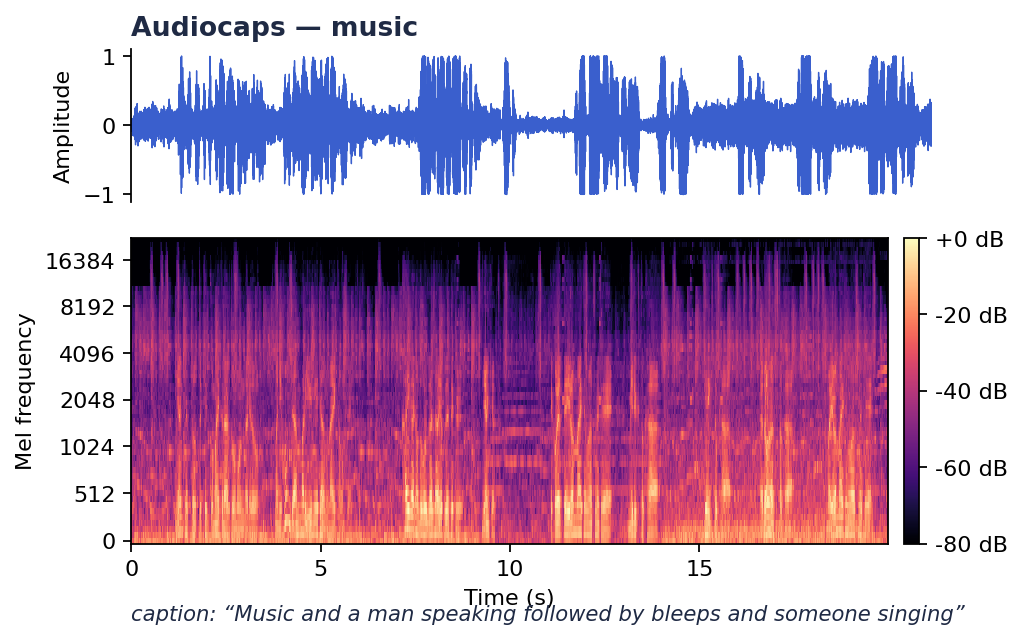 Audiocaps — music
Amplitude
1
0
−1
Mel frequency
16384
8192
4096
2048
1024
512
0
0 5 10 15
Time (s)
+0 dB
-20 dB
-40 dB
-60 dB
-80 dB
caption: “Music and a man speaking followed by bleeps and someone singing”